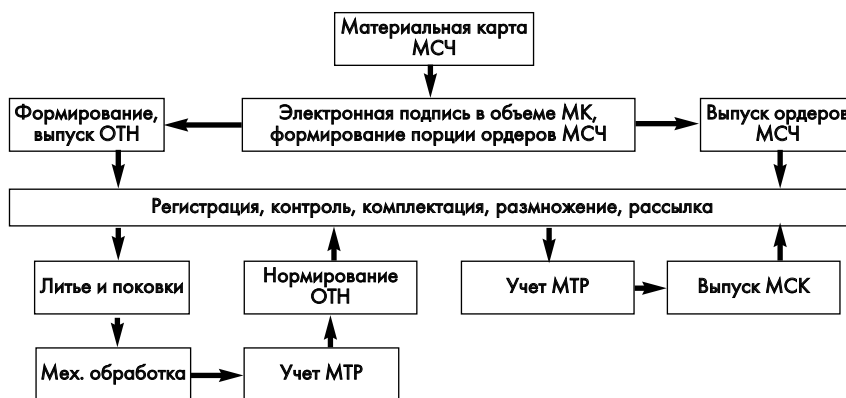 Материальная карта
МСЧ
Формирование,
выпуск ОТН
Электронная подпись в объеме МК,
формирование порции ордеров МСЧ
Выпуск ордеров
МСЧ
Регистрация, контроль, комплектация, размножение, рассылка
Литье и поковки
Нормирование
ОТН
Учет МТР
Выпуск МСК
Мех. обработка
Учет МТР